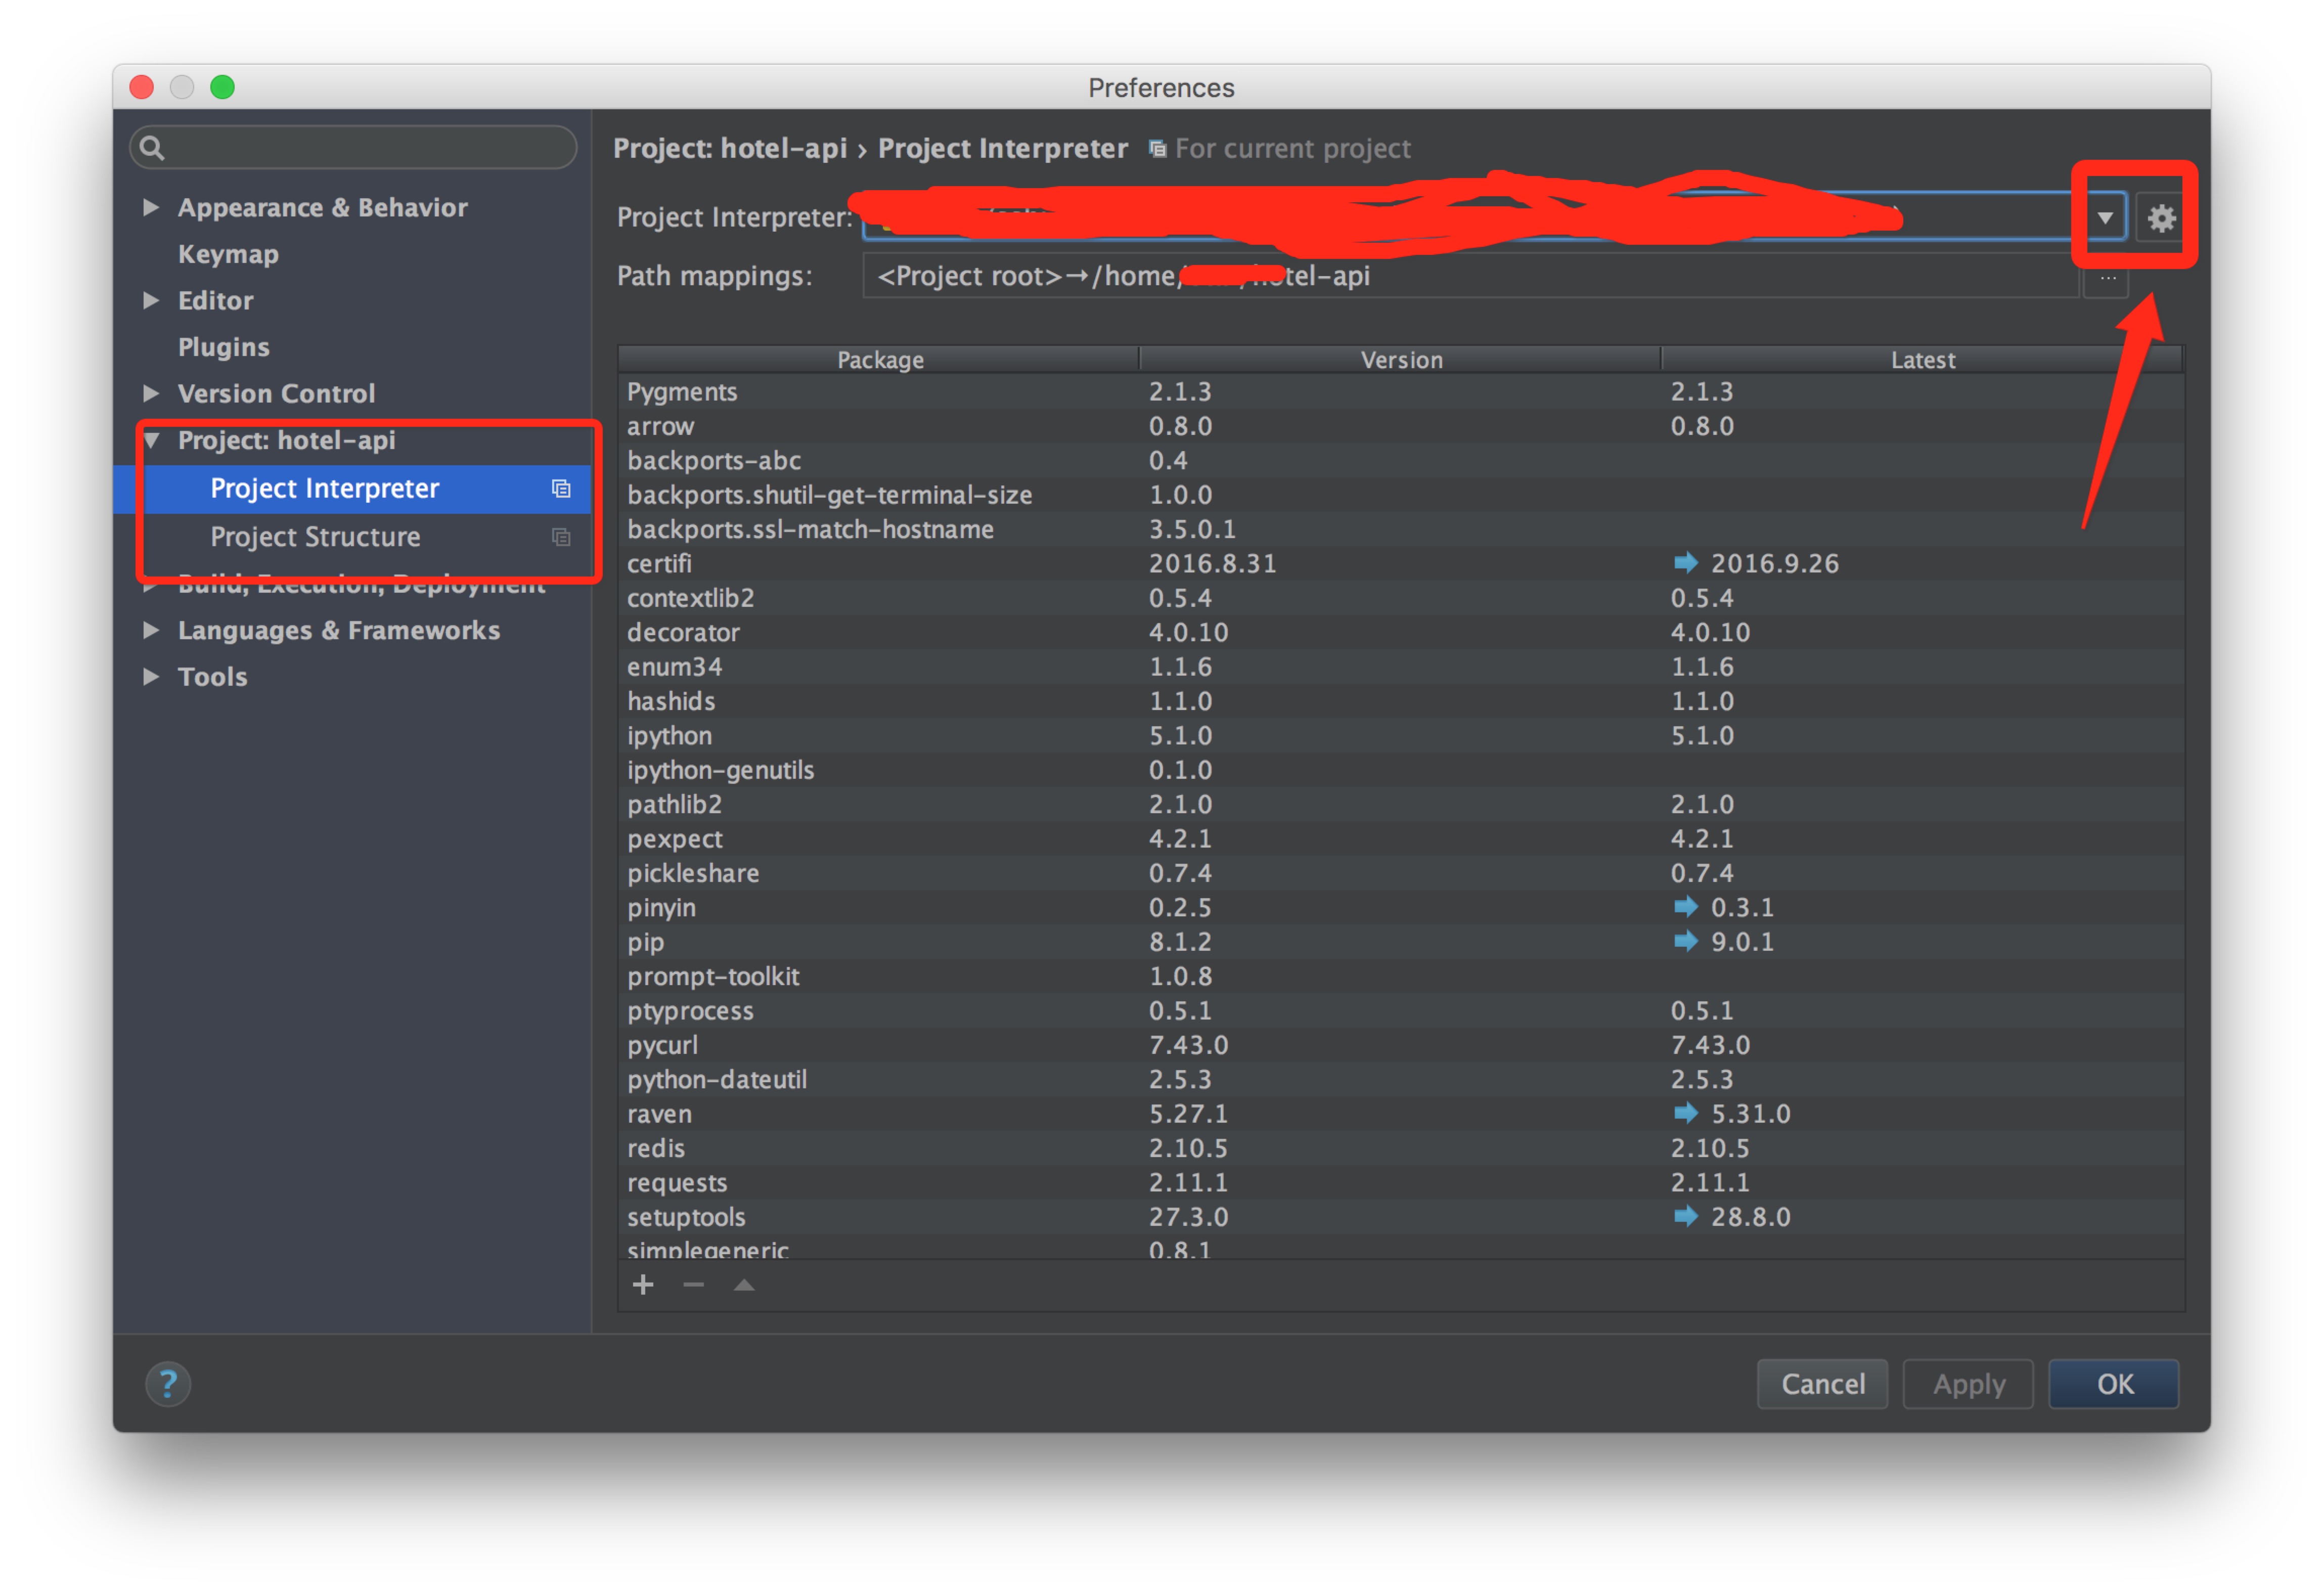 Preferences
Appearance & Behavior
Keymap
Editor
Plugins
Version Control
Project: hotel-api
Project Interpreter
Project Structure
Build, Execution, Deployment
Languages & Frameworks
Tools
Project: hotel-api › Project Interpreter For current project
Project Interpreter:
Path mappings: <Project root>→/home/ hotel-api
...
Package Version Latest
Pygments 2.1.3 2.1.3
arrow 0.8.0 0.8.0
backports-abc 0.4
backports.shutil-get-terminal-size 1.0.0
backports.ssl-match-hostname 3.5.0.1
certifi 2016.8.31 2016.9.26
contextlib2 0.5.4 0.5.4
decorator 4.0.10 4.0.10
enum34 1.1.6 1.1.6
hashids 1.1.0 1.1.0
ipython 5.1.0 5.1.0
ipython-genutils 0.1.0
pathlib2 2.1.0 2.1.0
pexpect 4.2.1 4.2.1
pickleshare 0.7.4 0.7.4
pinyin 0.2.5 0.3.1
pip 8.1.2 9.0.1
prompt-toolkit 1.0.8
ptyprocess 0.5.1 0.5.1
pycurl 7.43.0 7.43.0
python-dateutil 2.5.3 2.5.3
raven 5.27.1 5.31.0
redis 2.10.5 2.10.5
requests 2.11.1 2.11.1
setuptools 27.3.0 28.8.0
simplegeneric 0.8.1
?
Cancel Apply OK